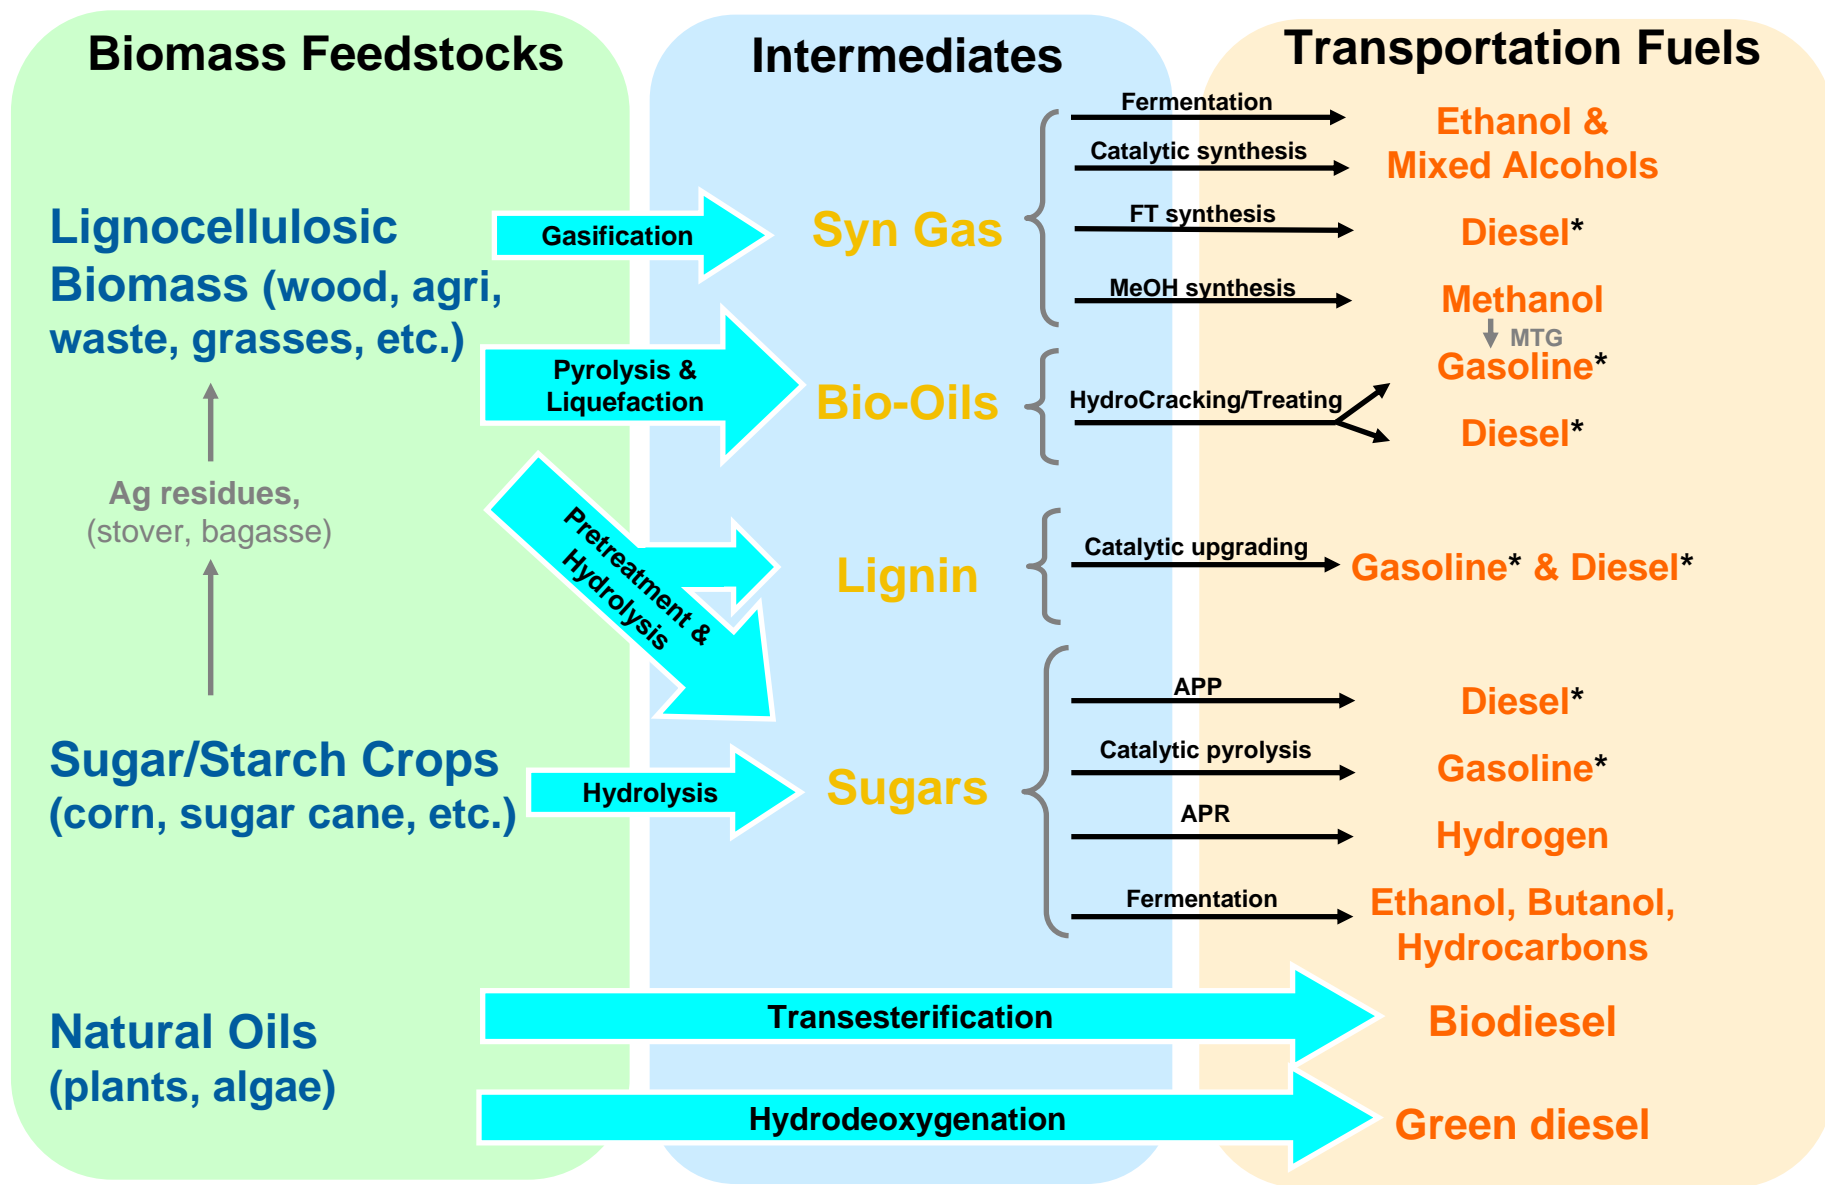 Biomass Feedstocks
Intermediates
Transportation Fuels
Lignocellulosic
Biomass (wood, agri,
waste, grasses, etc.)
Ag residues,
(stover, bagasse)
Sugar/Starch Crops
(corn, sugar cane, etc.)
Natural Oils
(plants, algae)
Gasification
Pyrolysis &
Liquefaction
Pretreatment &
Hydrolysis
Hydrolysis
Transesterification
Hydrodeoxygenation
Syn Gas
Bio-Oils
Lignin
Sugars
Fermentation
Catalytic synthesis
FT synthesis
MeOH synthesis
HydroCracking/Treating
Catalytic upgrading
APP
Catalytic pyrolysis
APR
Fermentation
Ethanol &
Mixed Alcohols
Diesel*
Methanol
MTG
Gasoline*
Diesel*
Gasoline* & Diesel*
Diesel*
Gasoline*
Hydrogen
Ethanol, Butanol,
Hydrocarbons
Biodiesel
Green diesel